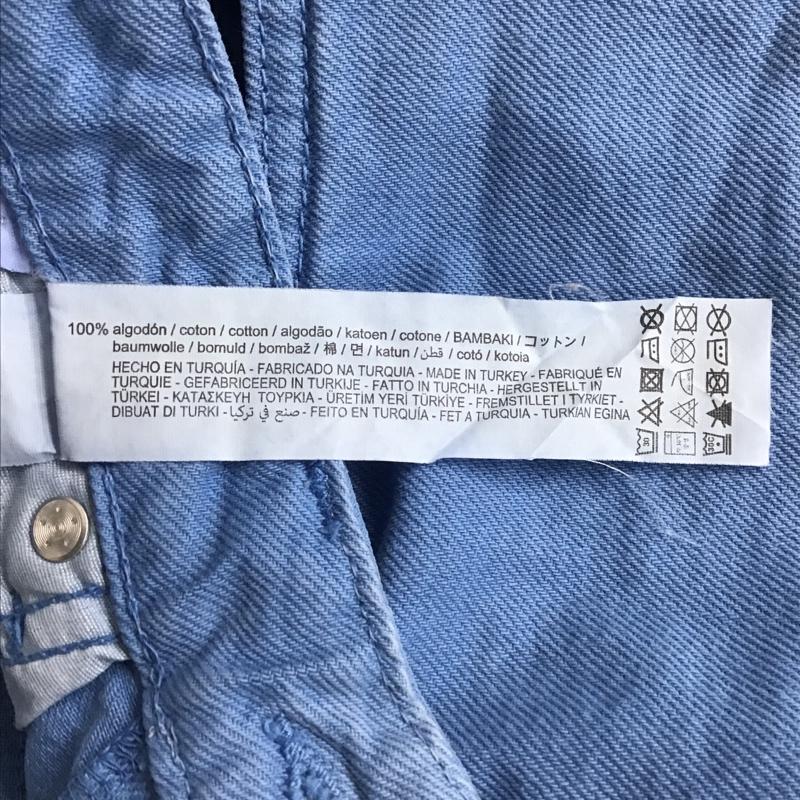 100% algodón / coton / cotton / algodão / katoen / cotone / BAMBAKI / コットン /
baumwolle / bomuld / bombaž / 棉 / 면 / katun / قطن / cotó / kotoia
HECHO EN TURQUÍA - FABRICADO NA TURQUIA - MADE IN TURKEY - FABRIQUÉ EN
TURQUIE - GEFABRICEERD IN TURKIJE - FATTO IN TURCHIA - HERGESTELLT IN
TÜRKEI - ΚΑΤΑΣΚΕΥΗ ΤΟΥΡΚΙΑ - ÜRETİM YERİ TÜRKİYE - FREMSTILLET I TYRKIET -
DIBUAT DI TURKI - صنع في تركيا - FEITO EN TURQUÍA - FET A TURQUIA - TURKIAN EGINA
30
30C